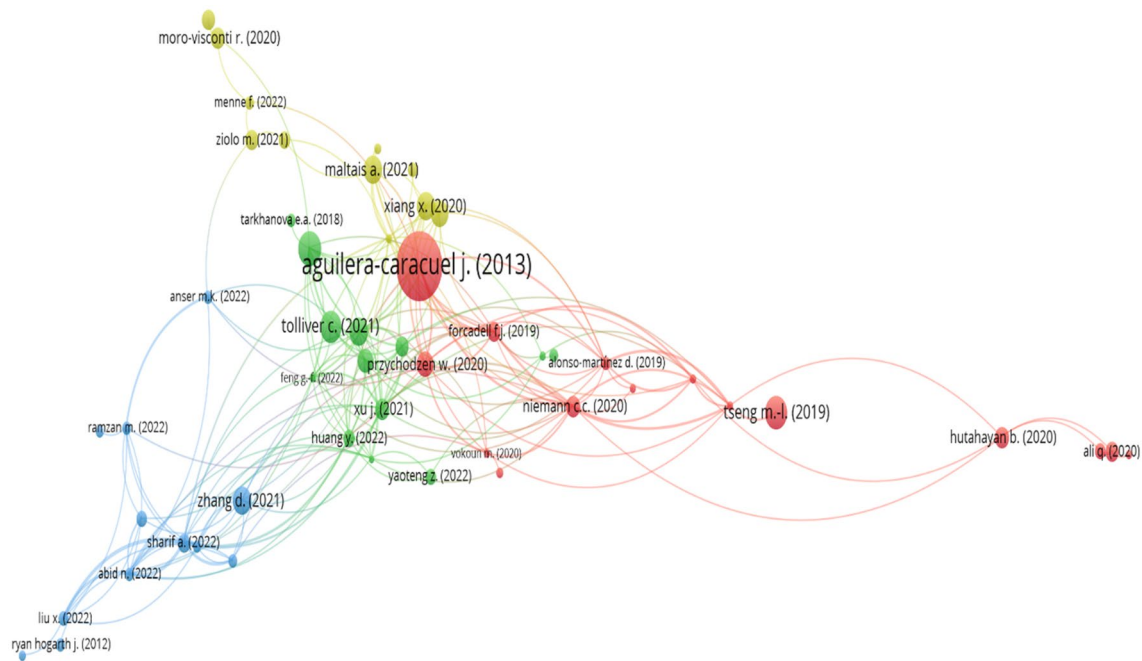 moro-visconti r. (2020)
menne f. (2022)
ziolo m. (2021)
maltais a. (2021)
xiang x. (2020)
tarkhanova e.a. (2018)
aguilera-caracuel j. (2013)
anser m.k. (2022)
tolliver c. (2021)
forcadell f.j. (2019)
przychodzen w. (2020)
alonso-martinez d. (2019)
feng g.-f. (2022)
xu j. (2021)
niemann c.c. (2020)
tseng m.-l. (2019)
ramzan m. (2022)
huang y. (2022)
hutahayan b. (2020)
vokoun m. (2020)
ali q. (2020)
yaoteng z. (2022)
zhang d. (2021)
sharif a. (2022)
abid n. (2022)
liu x. (2022)
ryan hogarth j. (2012)